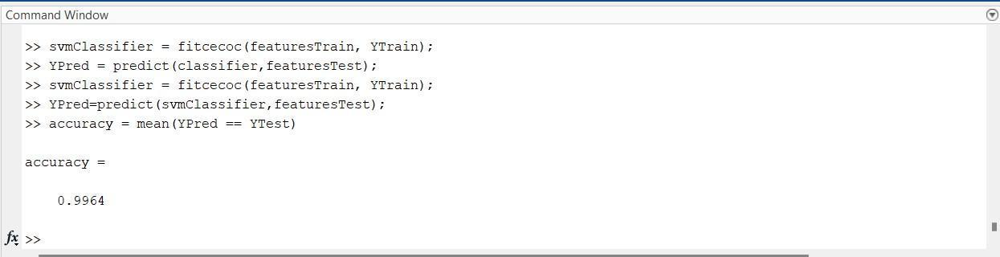 Command Window
>> svmClassifier = fitcecoc(featuresTrain, YTrain);
>> YPred = predict(classifier,featuresTest);
>> svmClassifier = fitcecoc(featuresTrain, YTrain);
>> YPred=predict(svmClassifier,featuresTest);
>> accuracy = mean(YPred == YTest)
accuracy =
0.9964
fx >>